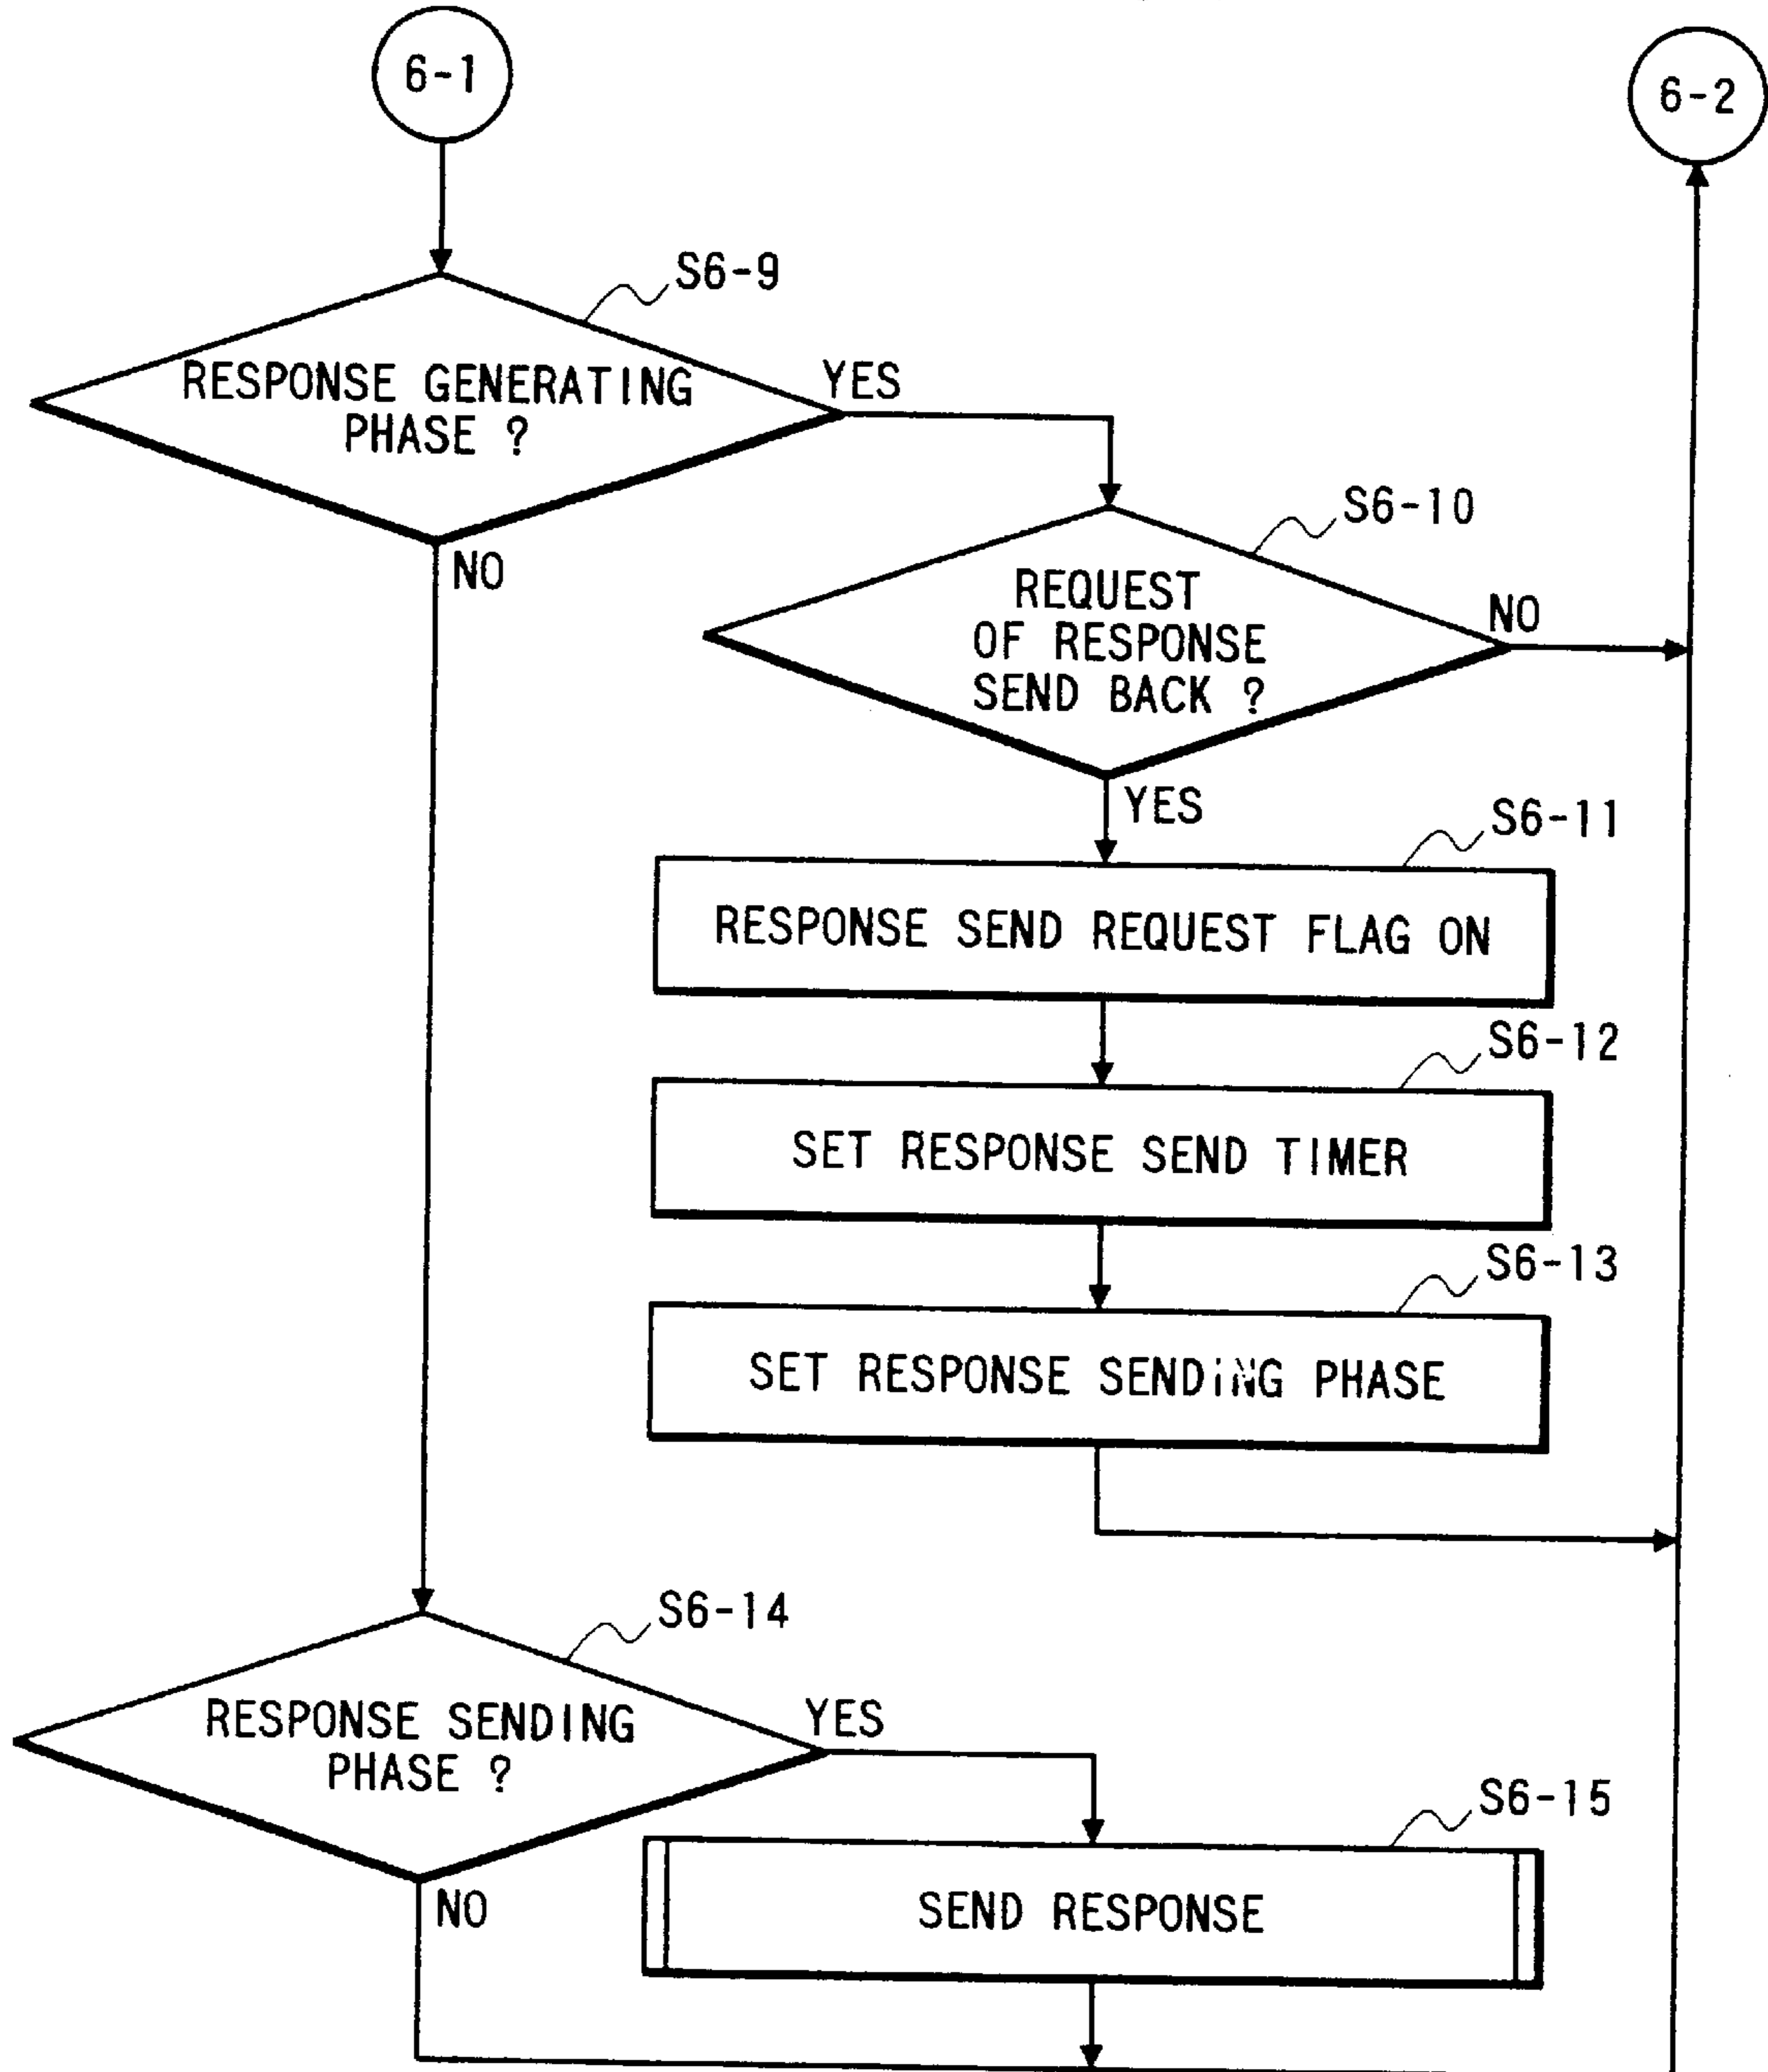 6-1
6-2
S6-9
RESPONSE GENERATING
PHASE ?
YES
NO
S6-10
REQUEST
OF RESPONSE
SEND BACK ?
NO
YES
S6-11
RESPONSE SEND REQUEST FLAG ON
S6-12
SET RESPONSE SEND TIMER
S6-13
SET RESPONSE SENDING PHASE
S6-14
RESPONSE SENDING
PHASE ?
YES
NO
S6-15
SEND RESPONSE